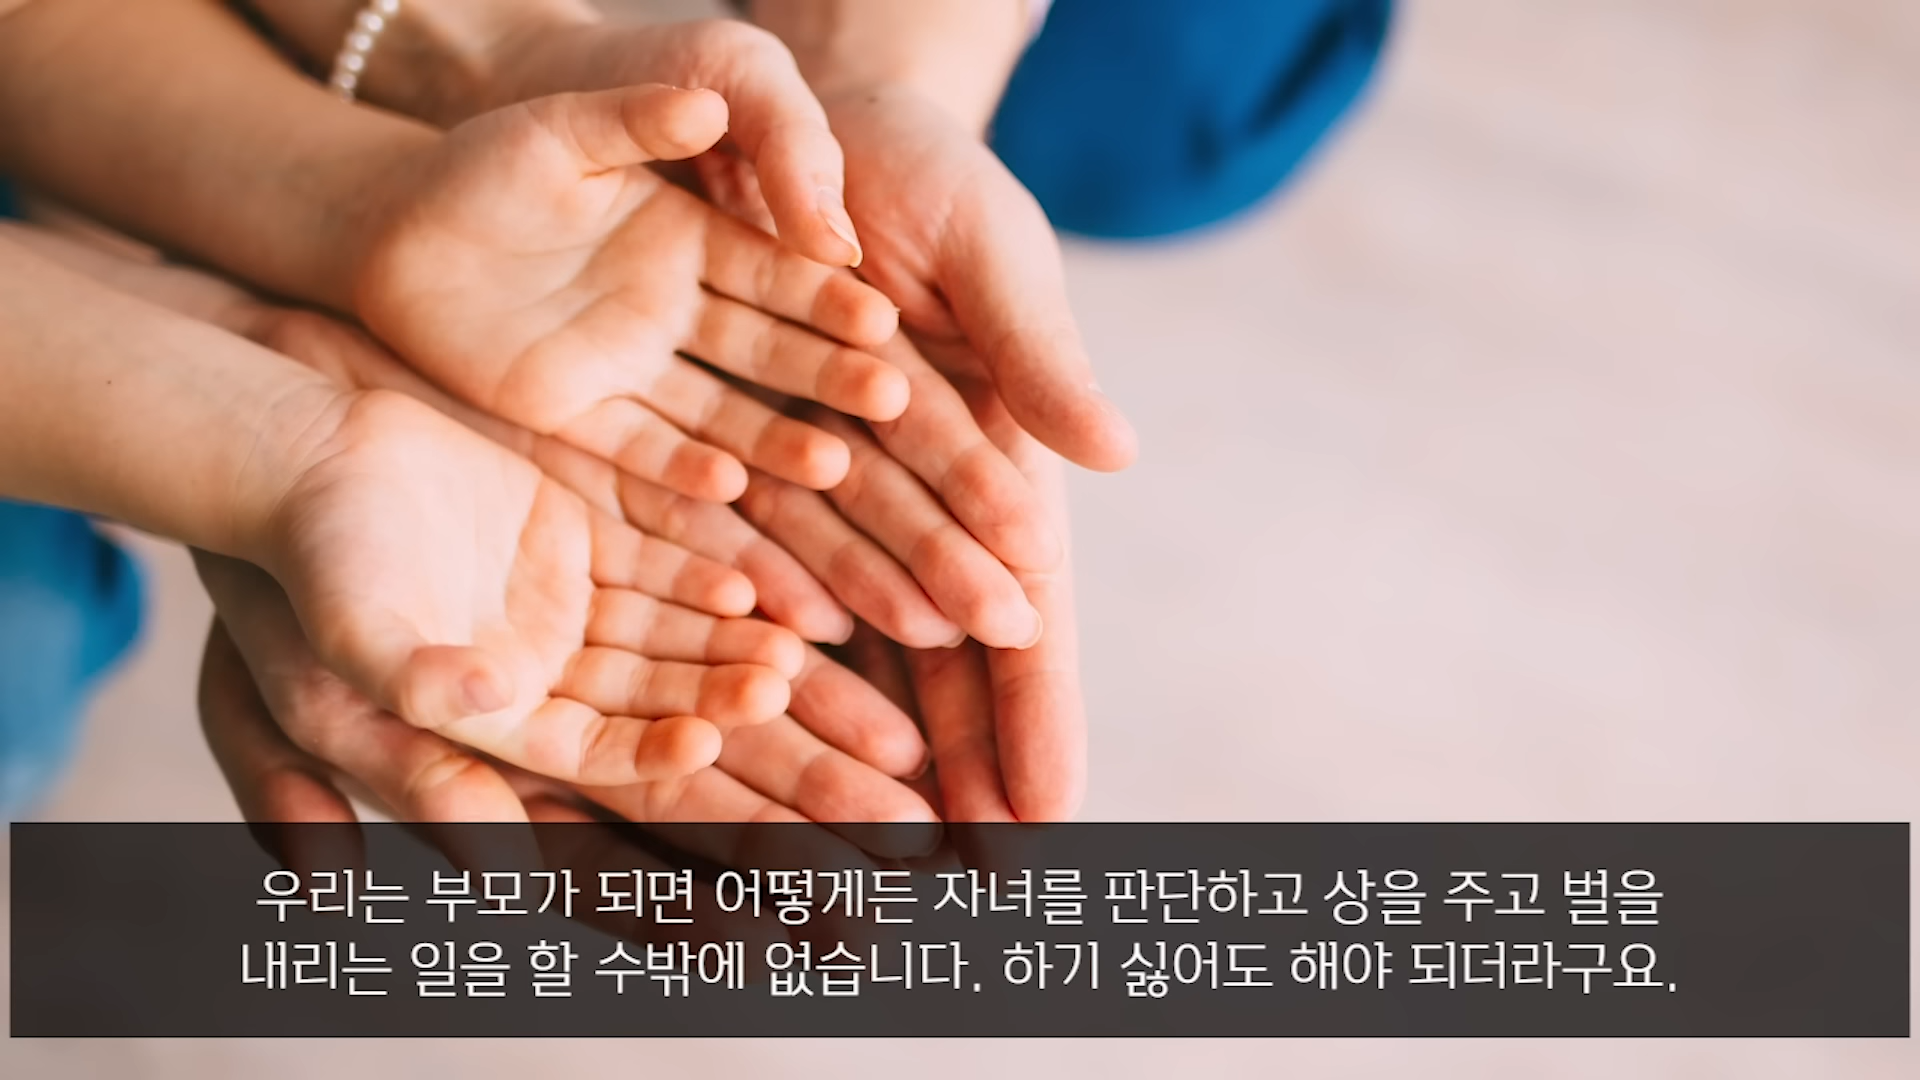 우리는 부모가 되면 어떻게든 자녀를 판단하고 상을 주고 벌을
내리는 일을 할 수밖에 없습니다. 하기 싫어도 해야 되더라구요.